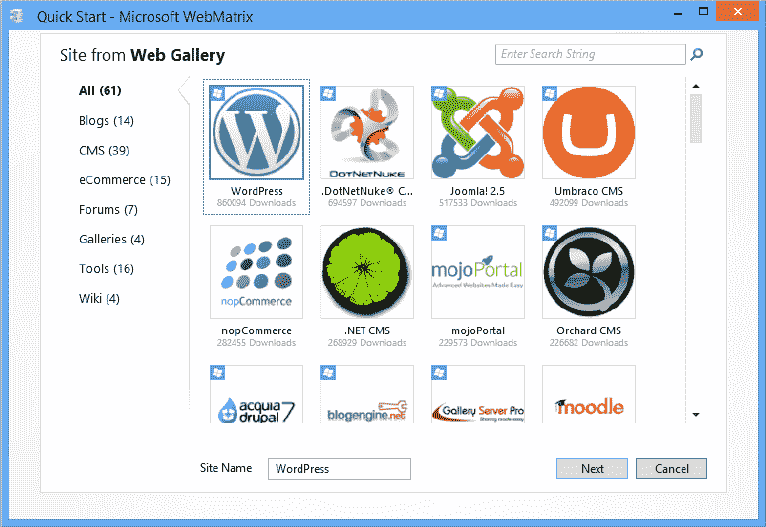 Quick Start - Microsoft WebMatrix
Site from Web Gallery
Enter Search String
All (61)
Blogs (14)
CMS (39)
eCommerce (15)
Forums (7)
Galleries (4)
Tools (16)
Wiki (4)
W
DOTNETNUKE
WordPress
.DotNetNuke® C...
Joomla! 2.5
Umbraco CMS
860094 Downloads
694597 Downloads
517533 Downloads
492099 Downloads
nopCommerce
mojoPortal
Advanced Websites Made Easy
nopCommerce
.NET CMS
mojoPortal
Orchard CMS
282455 Downloads
268929 Downloads
229573 Downloads
226682 Downloads
acquia drupal 7
blogengine.net
Gallery Server Pro
moodle
Site Name
WordPress
Next
Cancel